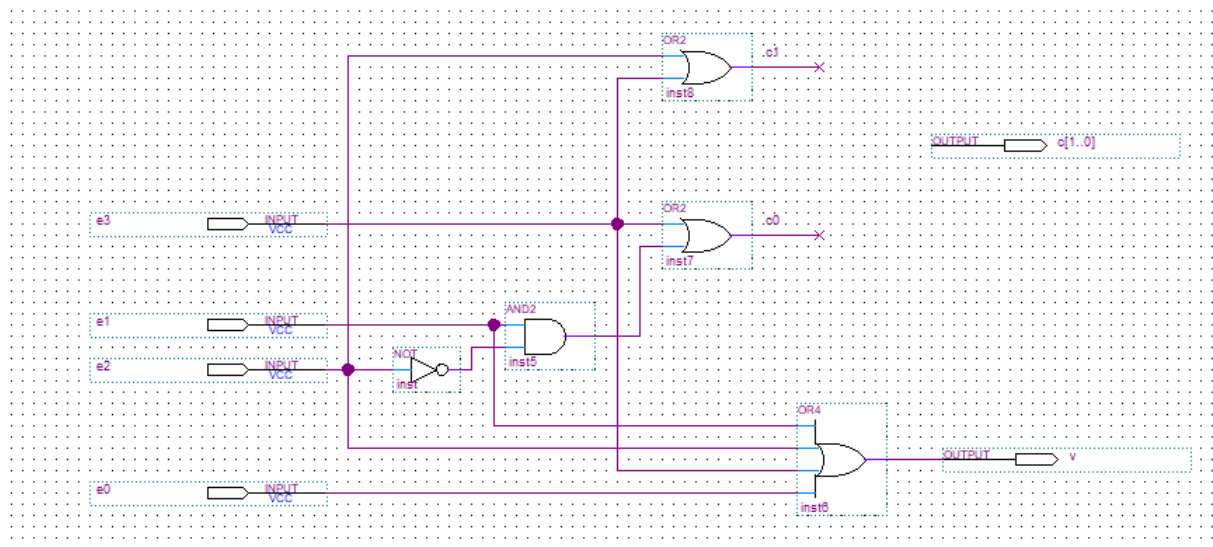 OR2
.c1
inst8
OUTPUT
c[1..0]
e3
INPUT
VCC
OR2
.c0
inst7
e1
INPUT
VCC
AND2
inst5
e2
INPUT
VCC
NOT
inst
OR4
inst6
OUTPUT
v
e0
INPUT
VCC